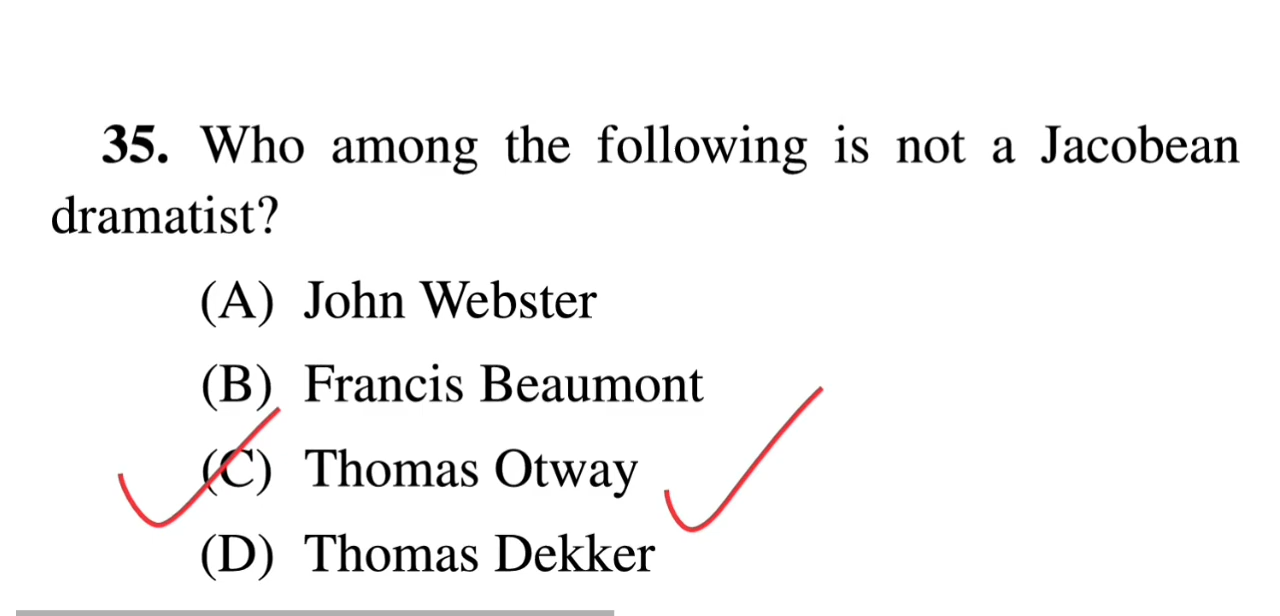 35. Who among the following is not a Jacobean
dramatist?
(A) John Webster
(B) Francis Beaumont
(C) Thomas Otway
(D) Thomas Dekker